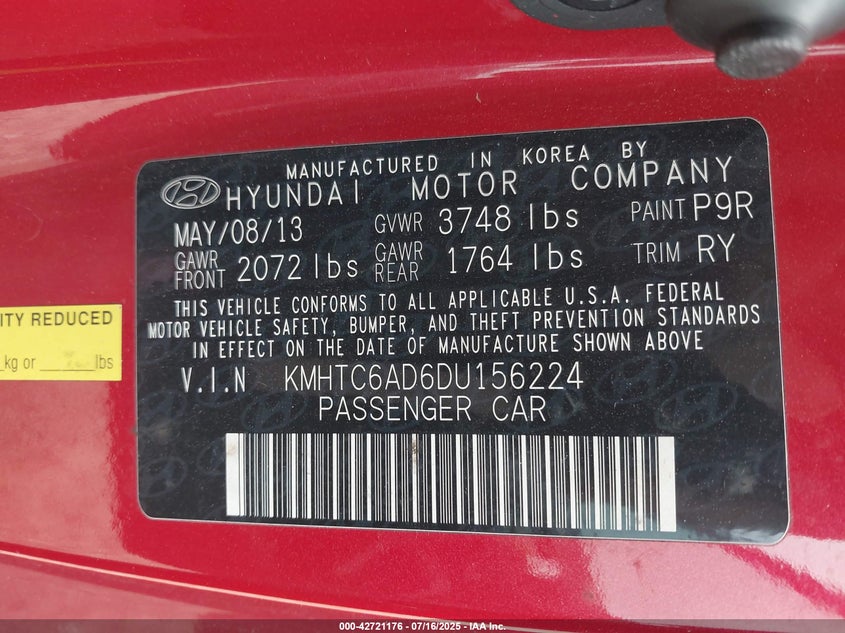 MANUFACTURED IN KOREA BY
HYUNDAI MOTOR COMPANY
MAY/08/13 GVWR 3748 lbs PAINT P9R
GAWR FRONT 2072 lbs GAWR REAR 1764 lbs TRIM RY
THIS VEHICLE CONFORMS TO ALL APPLICABLE U.S.A. FEDERAL
MOTOR VEHICLE SAFETY, BUMPER, AND THEFT PREVENTION STANDARDS
IN EFFECT ON THE DATE OF MANUFACTURE SHOWN ABOVE
V.I.N KMHTC6AD6DU156224
PASSENGER CAR
ITY REDUCED
kg or lbs
000-42721176 - 07/16/2025 - IAA Inc.